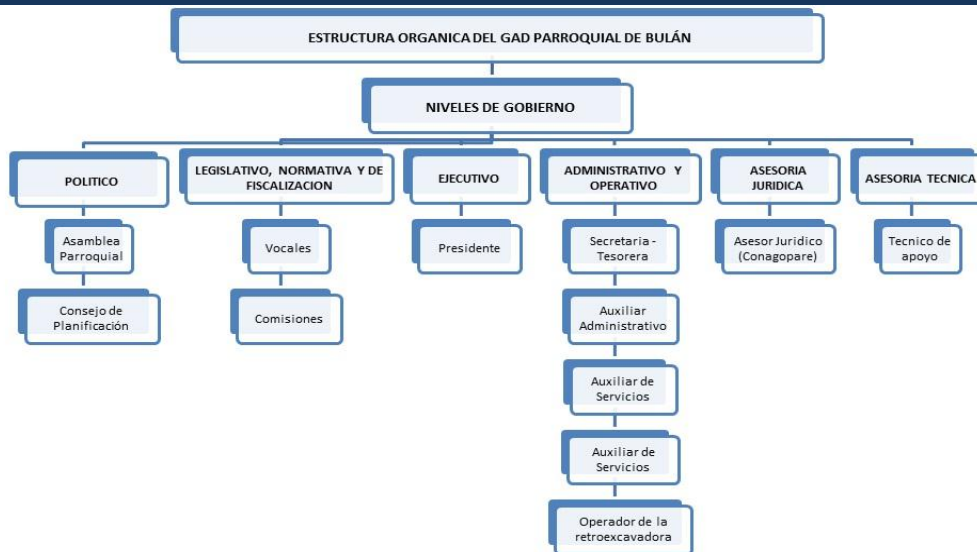 ESTRUCTURA ORGANICA DEL GAD PARROQUIAL DE BULÁN
NIVELES DE GOBIERNO
POLITICO
Asamblea
Parroquial
Consejo de
Planificación
LEGISLATIVO, NORMATIVA Y DE
FISCALIZACION
Vocales
Comisiones
EJECUTIVO
Presidente
ADMINISTRATIVO Y
OPERATIVO
Secretaria -
Tesorera
Auxiliar
Administrativo
Auxiliar de
Servicios
Auxiliar de
Servicios
Operador de la
retroexcavadora
ASESORIA
JURIDICA
Asesor Juridico
(Conagopare)
ASESORIA TECNICA
Tecnico de
apoyo